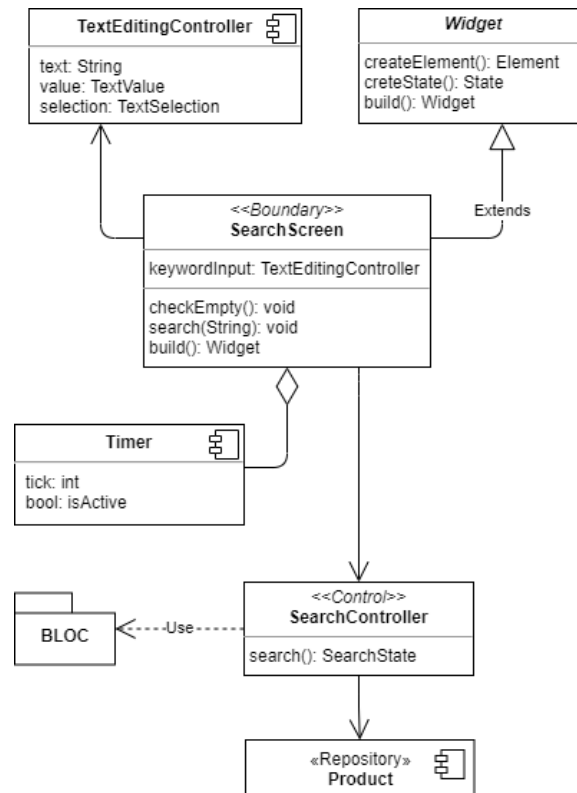 TextEditingController
text: String
value: TextValue
selection: TextSelection
Widget
createElement(): Element
creteState(): State
build(): Widget
Extends
<<Boundary>>
SearchScreen
keywordInput: TextEditingController
checkEmpty(): void
search(String): void
build(): Widget
Timer
tick: int
bool: isActive
<<Control>>
SearchController
search(): SearchState
Use
BLOC
«Repository»
Product